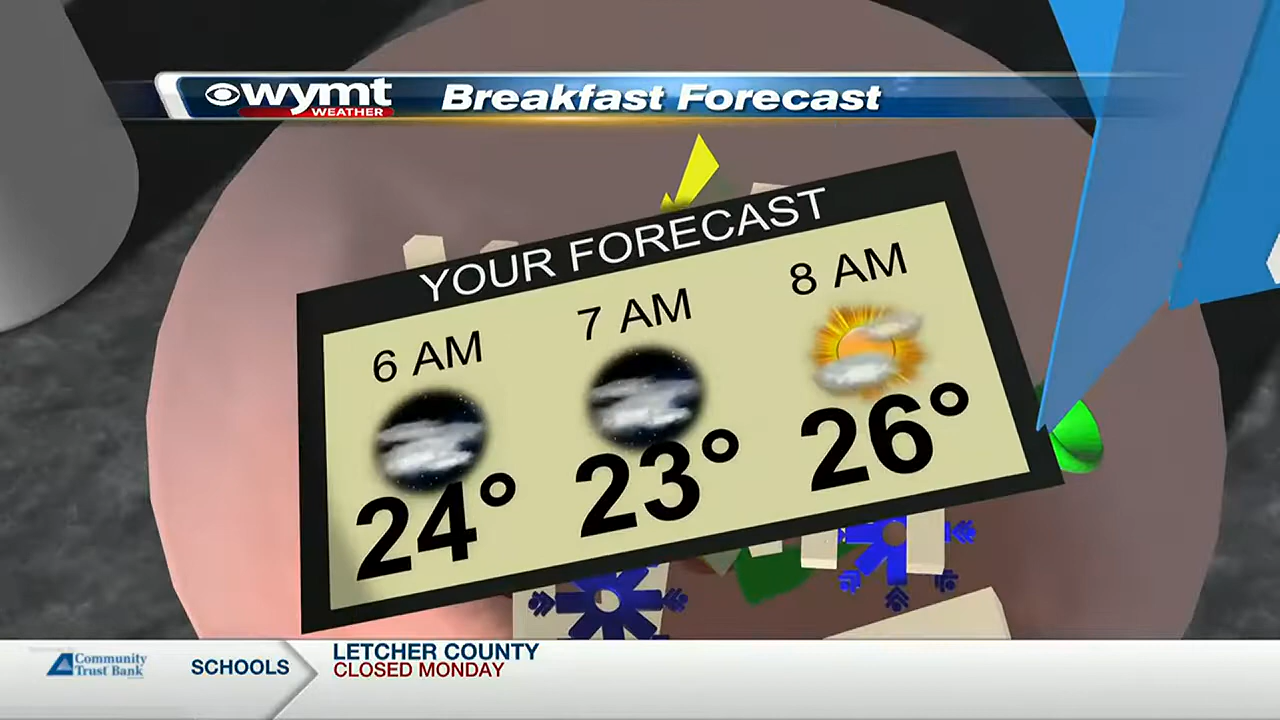 wymt
WEATHER
Breakfast Forecast
YOUR FORECAST
6 AM
7 AM
8 AM
24°
23°
26°
Community
Trust Bank
SCHOOLS
LETCHER COUNTY
CLOSED MONDAY